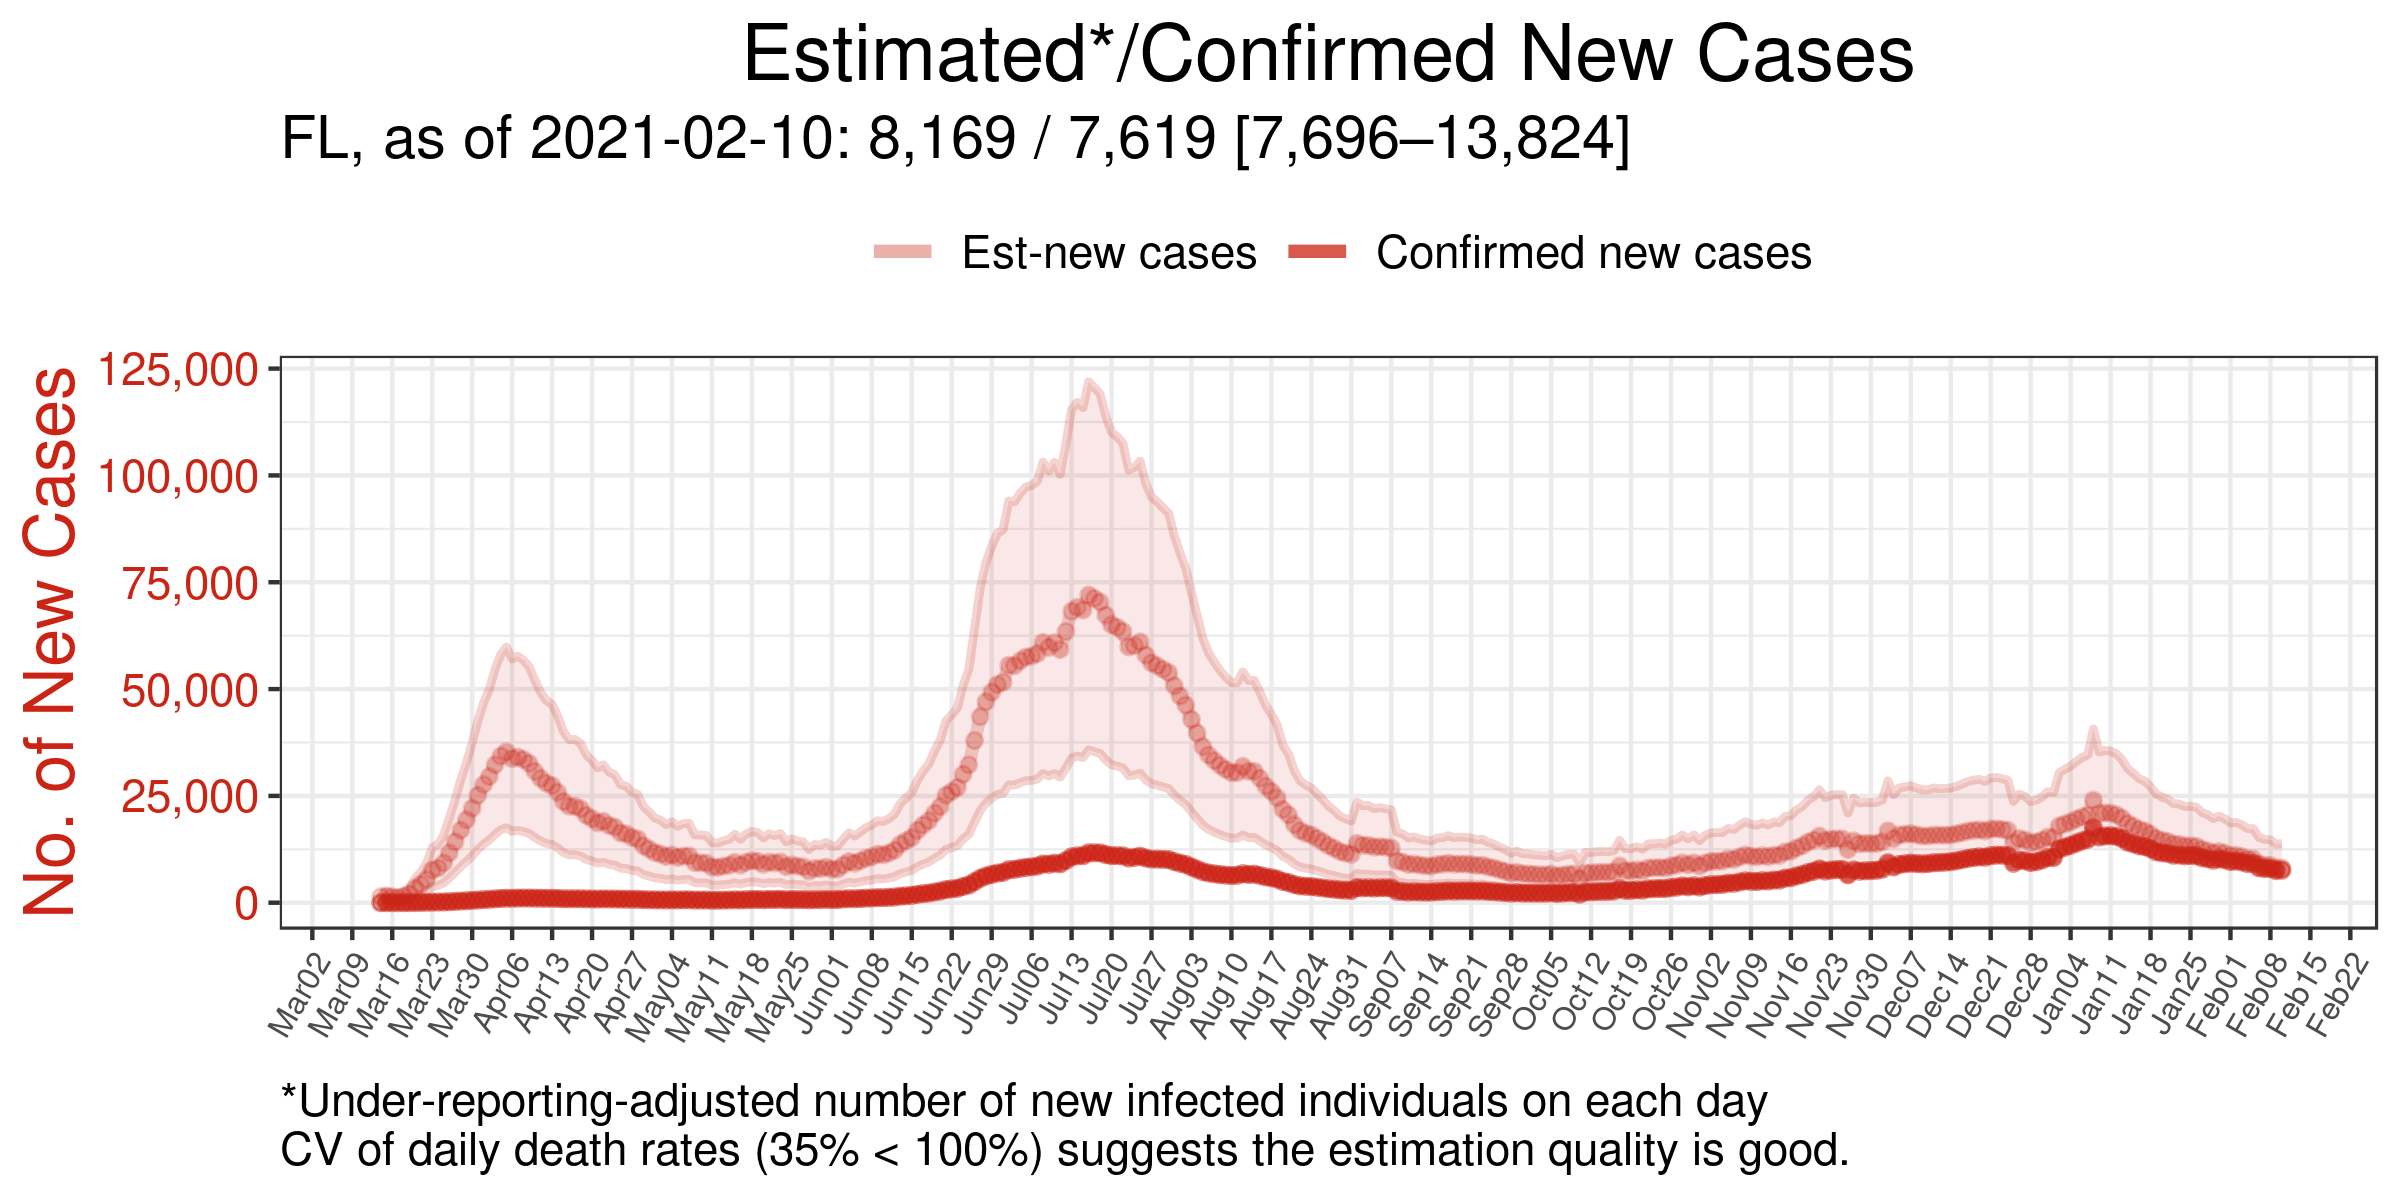 Estimated*/Confirmed New Cases
FL, as of 2021-02-10: 8,169 / 7,619 [7,696–13,824]
Est-new cases Confirmed new cases
No. of New Cases
125,000
100,000
75,000
50,000
25,000
0
Mar02 Mar09 Mar16 Mar23 Mar30 Apr06 Apr13 Apr20 Apr27 May04 May11 May18 May25 Jun01 Jun08 Jun15 Jun22 Jun29 Jul06 Jul13 Jul20 Jul27 Aug03 Aug10 Aug17 Aug24 Aug31 Sep07 Sep14 Sep21 Sep28 Oct05 Oct12 Oct19 Oct26 Nov02 Nov09 Nov16 Nov23 Nov30 Dec07 Dec14 Dec21 Dec28 Jan04 Jan11 Jan18 Jan25 Feb01 Feb08 Feb15 Feb22
*Under-reporting-adjusted number of new infected individuals on each day
CV of daily death rates (35% < 100%) suggests the estimation quality is good.